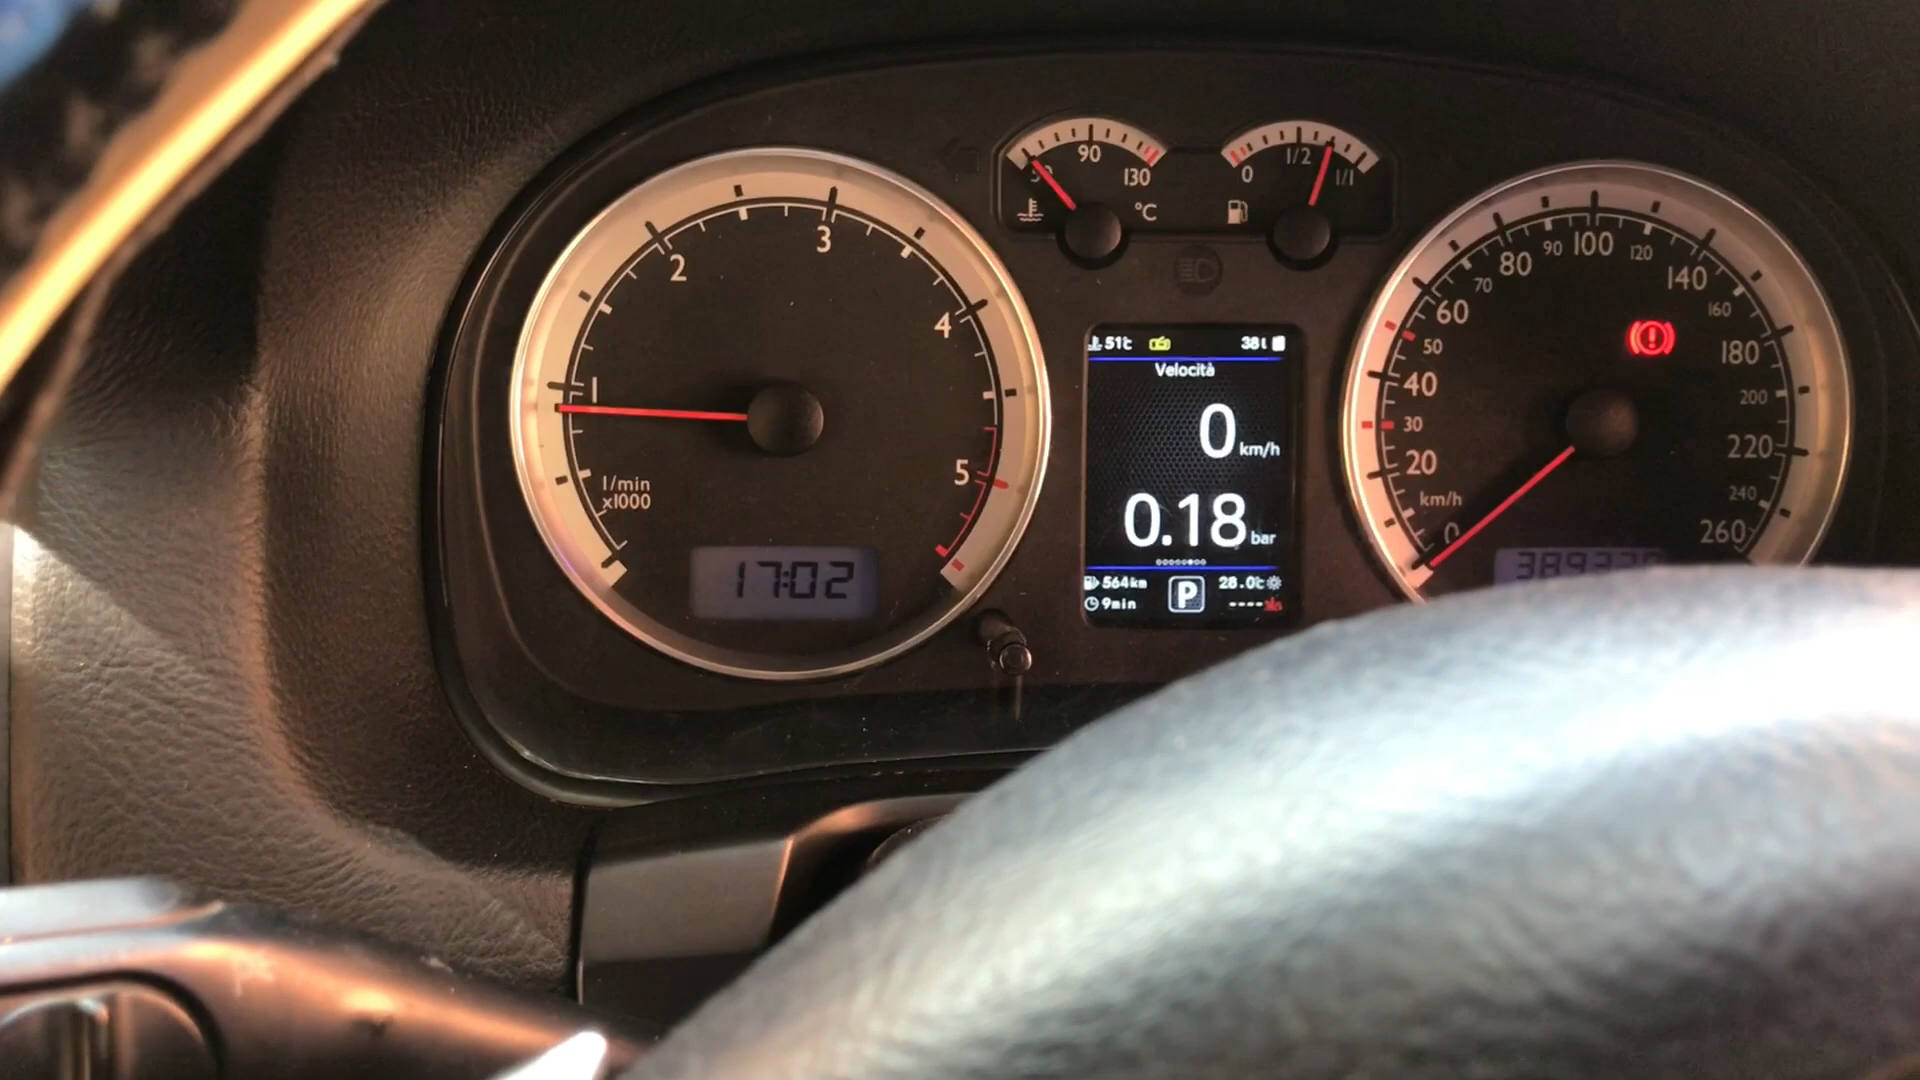 1
2
3
4
5
1/min
x1000
17:02
50
90
130
°C
0
1/2
1/1
51°C
38l
Velocità
0 km/h
0.18 bar
564km
28.0°C
9min
P
----
0
20
30
40
50
60
70
80
90
100
120
140
160
180
200
220
240
260
km/h